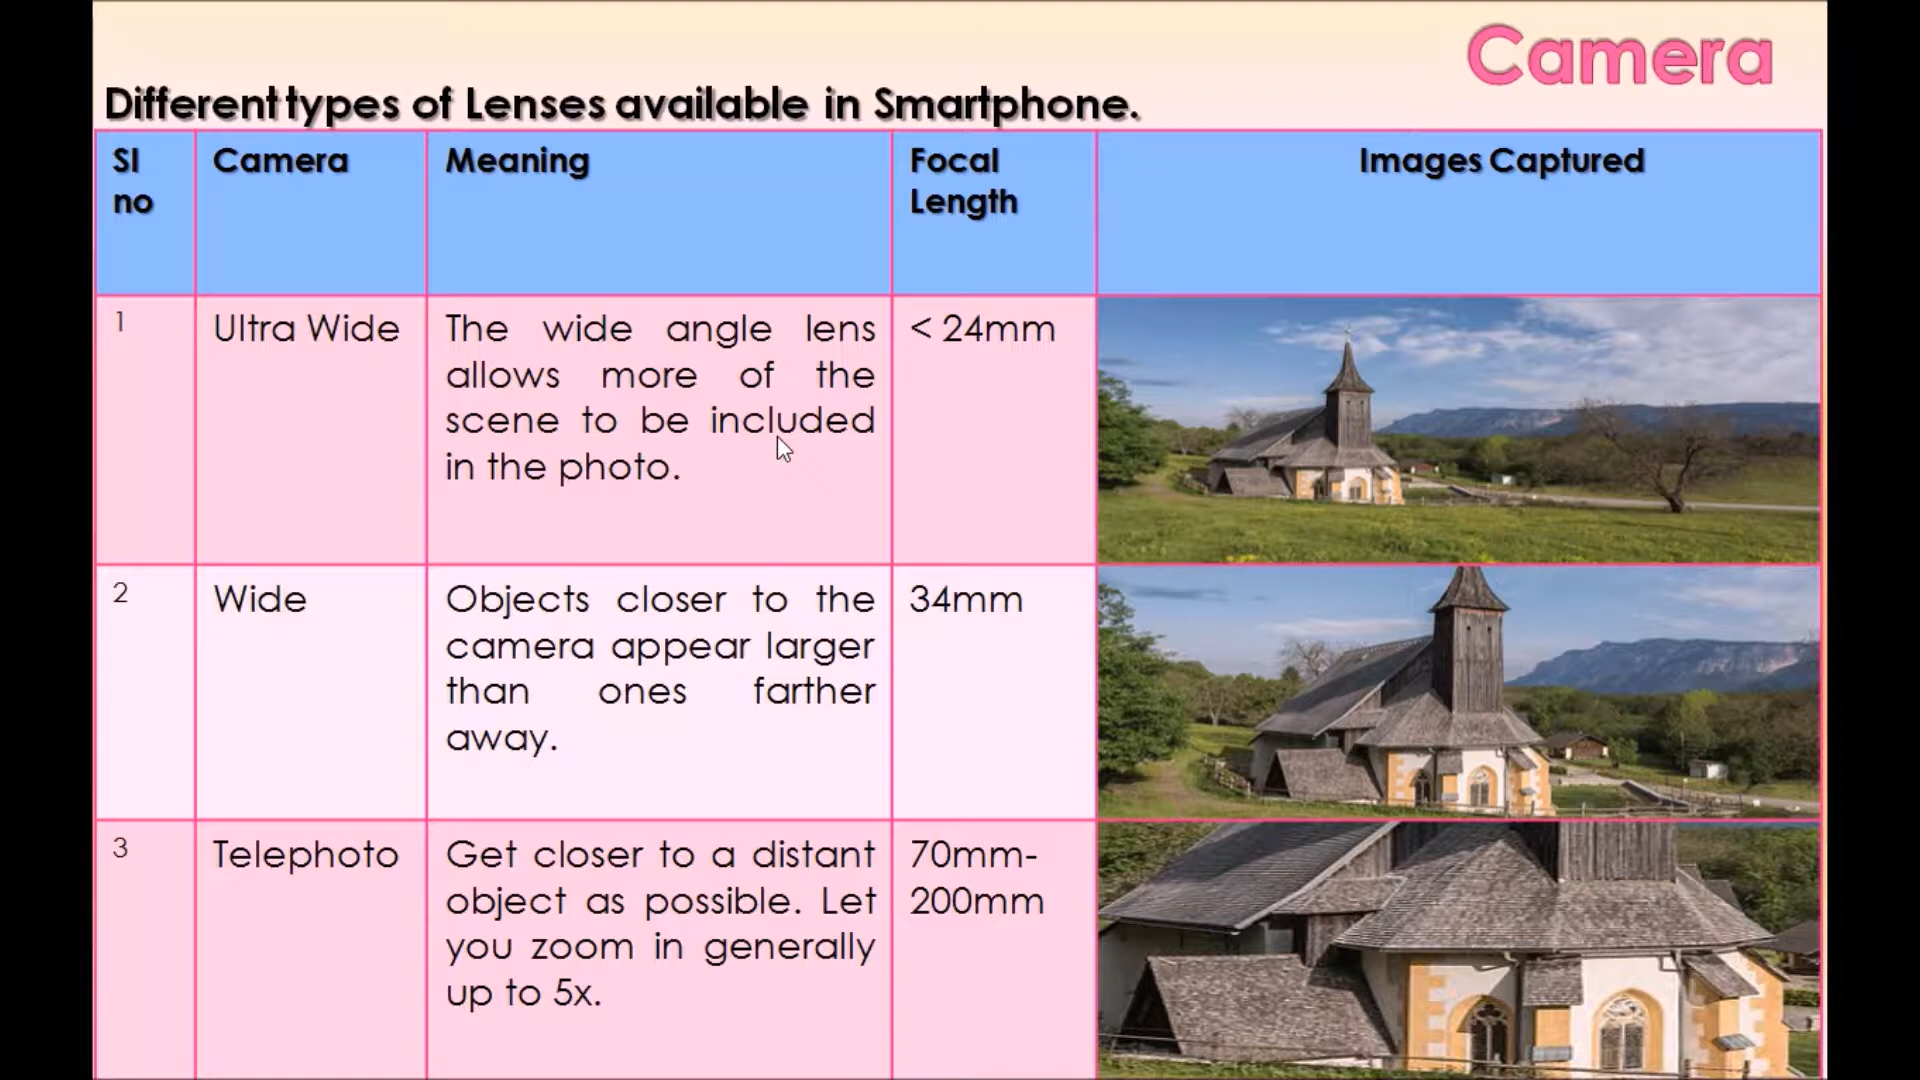 Camera
Different types of Lenses available in Smartphone.
Sl
no
Camera
Meaning
Focal
Length
Images Captured
1
Ultra Wide
The wide angle lens
allows more of the
scene to be included
in the photo.
< 24mm
2
Wide
Objects closer to the
camera appear larger
than ones farther
away.
34mm
3
Telephoto
Get closer to a distant
object as possible. Let
you zoom in generally
up to 5x.
70mm-
200mm